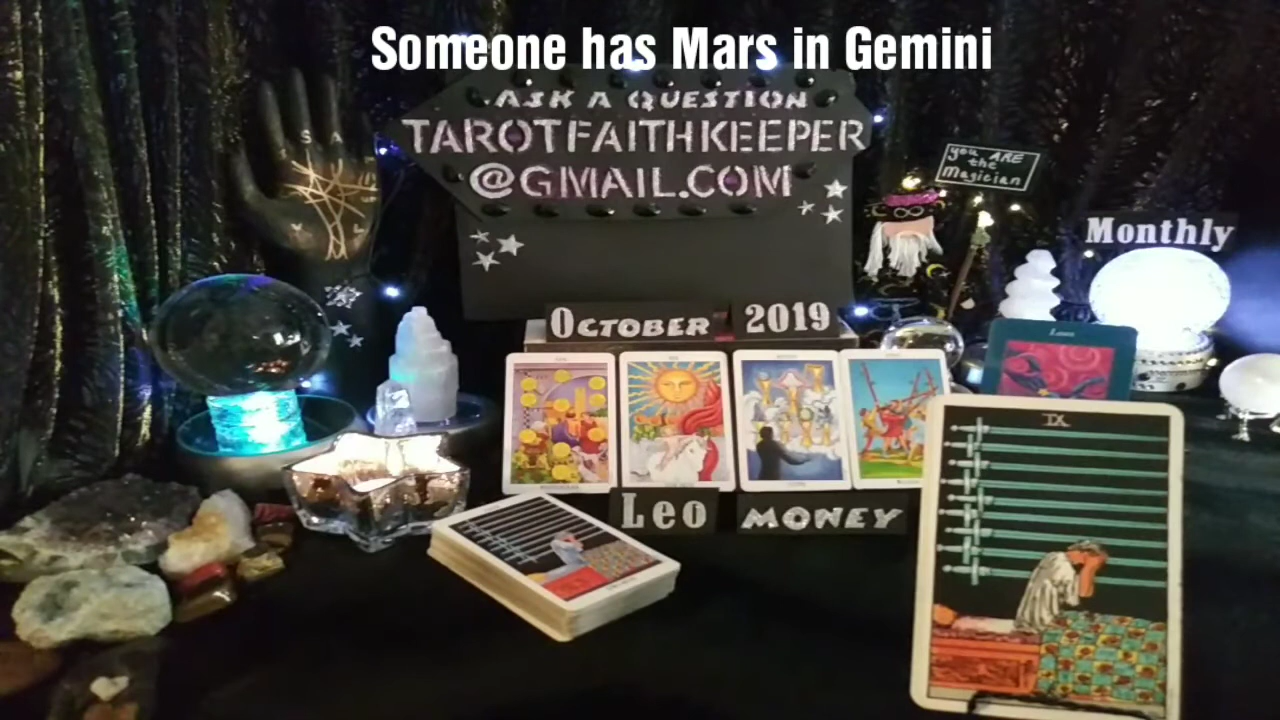 Someone has Mars in Gemini
ASK A QUESTION
TAROTFAITHKEEPER
@GMAIL.COM
S A
you ARE
the
Magician
Monthly
October 2019
Leo MONEY
IX